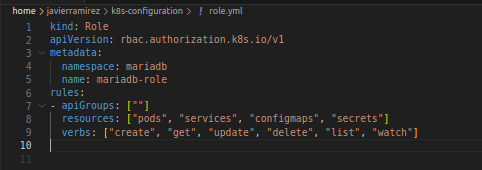 home > javierramirez > k8s-configuration > ! role.yml
1 kind: Role
2 apiVersion: rbac.authorization.k8s.io/v1
3 metadata:
4   namespace: mariadb
5   name: mariadb-role
6 rules:
7 - apiGroups: [""]
8   resources: ["pods", "services", "configmaps", "secrets"]
9   verbs: ["create", "get", "update", "delete", "list", "watch"]
10
11